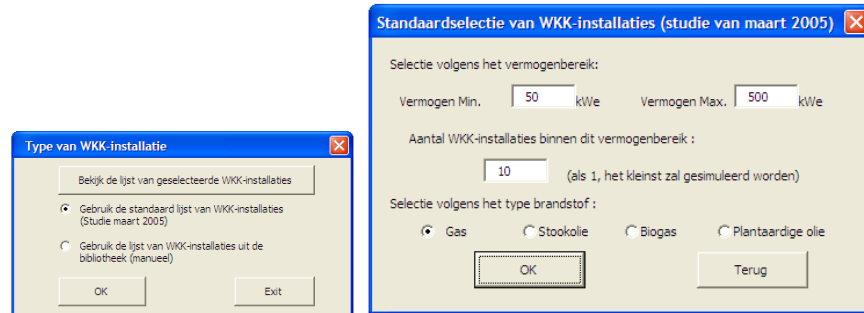 Type van WKK-installatie
Bekijk de lijst van geselecteerde WKK-installaties
Gebruik de standaard lijst van WKK-installaties
(Studie maart 2005)
Gebruik de lijst van WKK-installaties uit de
bibliotheek (manueel)
OK Exit
Standaardselectie van WKK-installaties (studie van maart 2005)
Selectie volgens het vermogenbereik:
Vermogen Min. 50 kWe Vermogen Max. 500 kWe
Aantal WKK-installaties binnen dit vermogenbereik :
10 (als 1, het kleinst zal gesimuleerd worden)
Selectie volgens het type brandstof :
Gas Stookolie Biogas Plantaardige olie
OK Terug